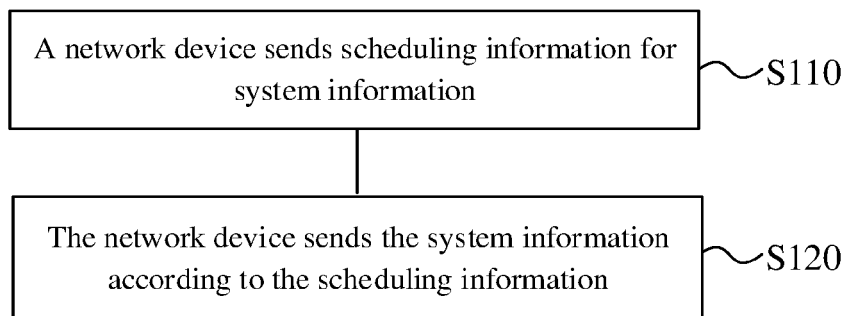 A network device sends scheduling information for
system information
S110
The network device sends the system information
according to the scheduling information
S120